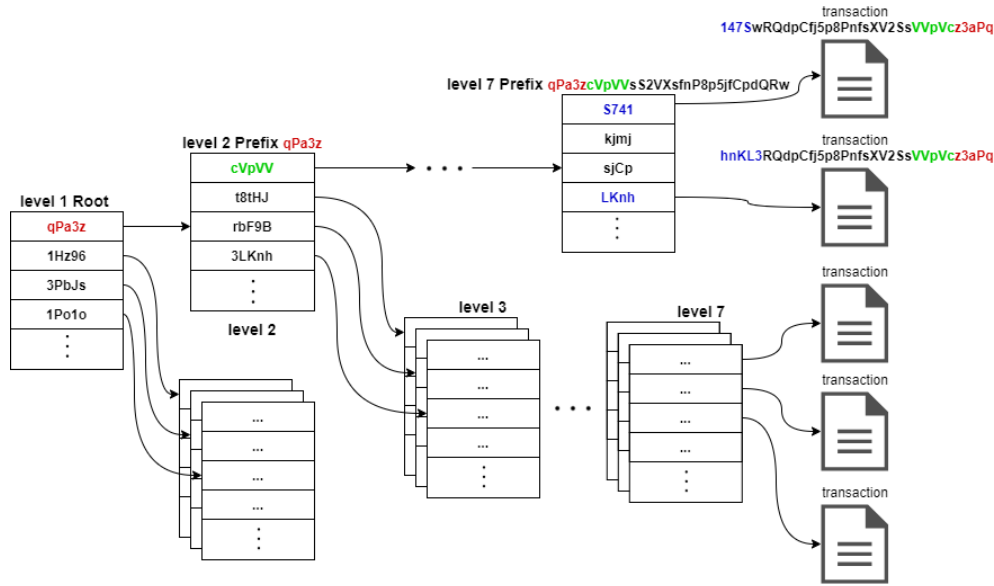 transaction
147SwRQdpCfj5p8PnfsXV2SsVVpVcz3aPq
level 7 Prefix qPa3zcVpVVsS2VXsfnP8p5jfCpdQRw
S741
kjmj
sjCp
LKnh
transaction
hnKL3RQdpCfj5p8PnfsXV2SsVVpVcz3aPq
level 2 Prefix qPa3z
cVpVV
t8tHJ
rbF9B
3LKnh
level 1 Root
qPa3z
1Hz96
3PbJs
1Po1o
level 2
...
...
...
...
level 3
...
...
...
...
level 7
...
...
...
...
transaction
transaction
transaction